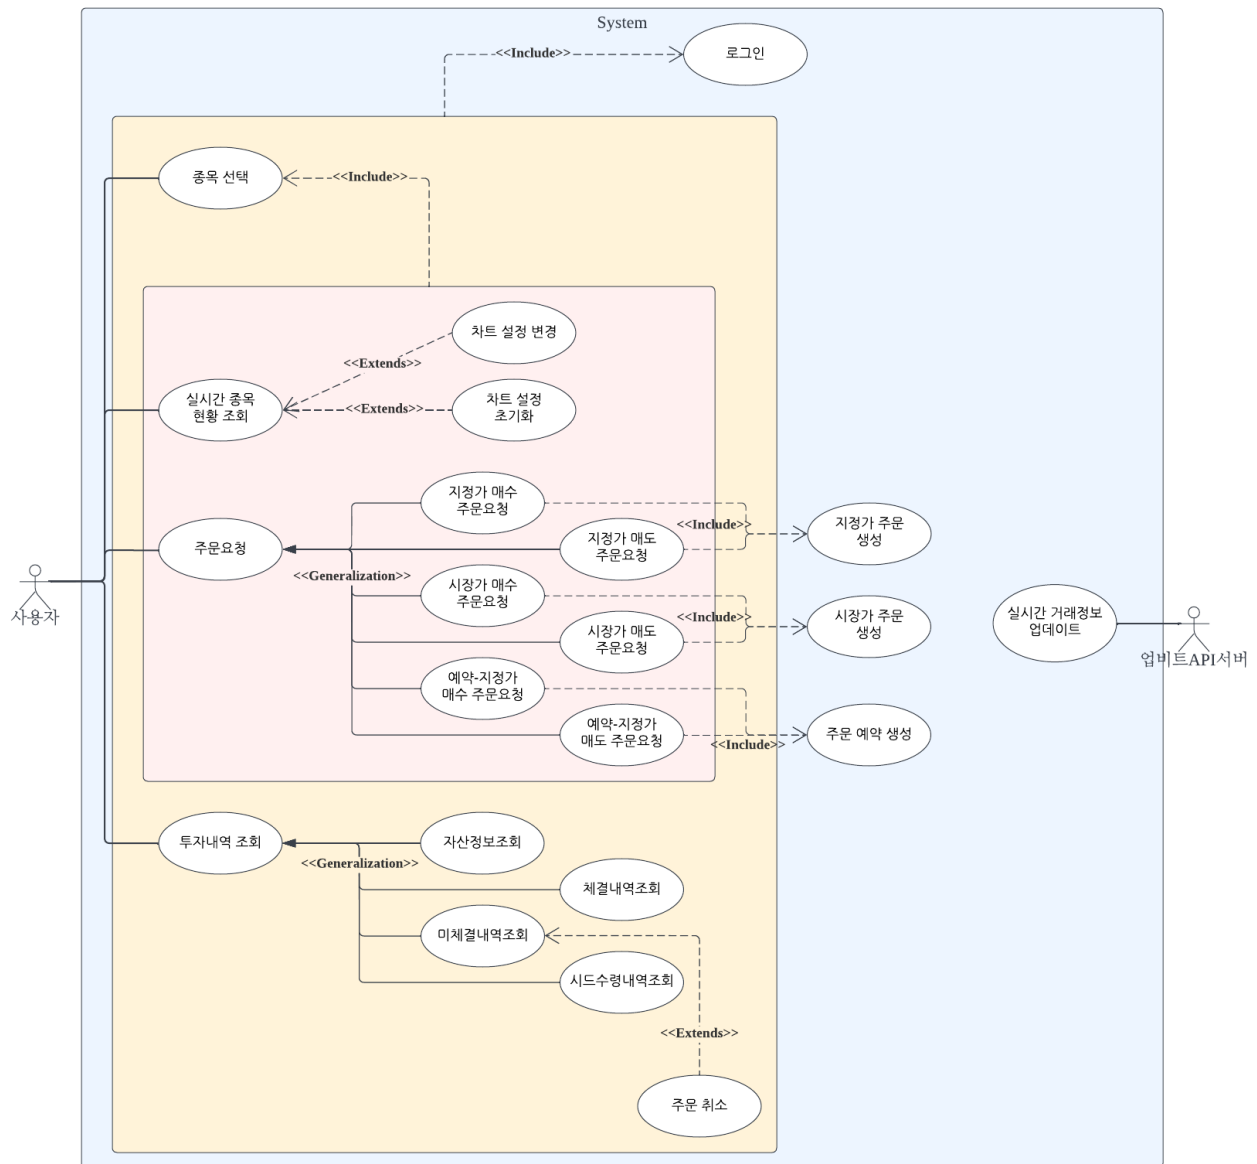 System
<<Include>>
로그인
종목 선택
<<Include>>
차트 설정 변경
<<Extends>>
실시간 종목
현황 조회
<<Extends>>
차트 설정
초기화
지정가 매수
주문요청
<<Include>>
지정가 주문
생성
주문요청
지정가 매도
주문요청
<<Generalization>>
시장가 매수
주문요청
<<Include>>
시장가 주문
생성
시장가 매도
주문요청
사용자
실시간 거래정보
업데이트
업비트API서버
예약-지정가
매수 주문요청
예약-지정가
매도 주문요청
<<Include>>
주문 예약 생성
투자내역 조회
<<Generalization>>
자산정보조회
체결내역조회
미체결내역조회
시드수령내역조회
<<Extends>>
주문 취소